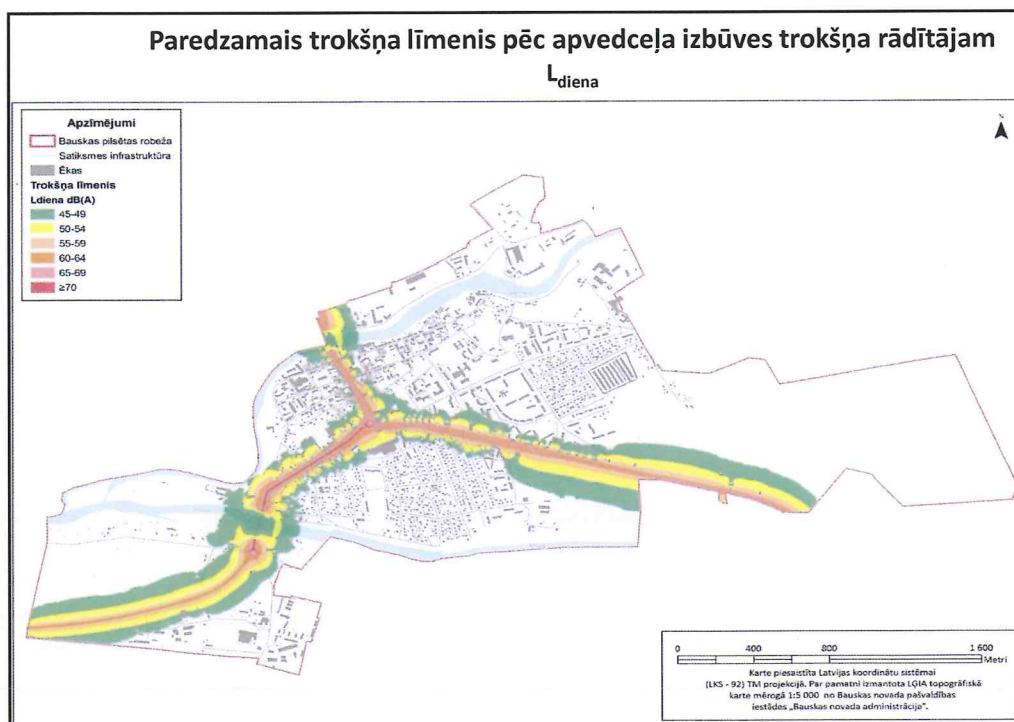 Paredzamais trokšņa līmenis pēc apvedceļa izbūves trokšņa rādītājam
Ldiena
Apzīmējumi
Bauskas pilsētas robeža
Satiksmes infrastruktūra
Ēkas
Trokšņa līmenis
Ldiena dB(A)
45-49
50-54
55-59
60-64
65-69
≥70
N
0 400 800 1 600
Metri
Karte piesaistīta Latvijas koordinātu sistēmai
(LKS - 92) TM projekcijā. Par pamatni izmantota LĢIA topogrāfiskā
karte mērogā 1:5 000 no Bauskas novada pašvaldības
iestādes „Bauskas novada administrācija".